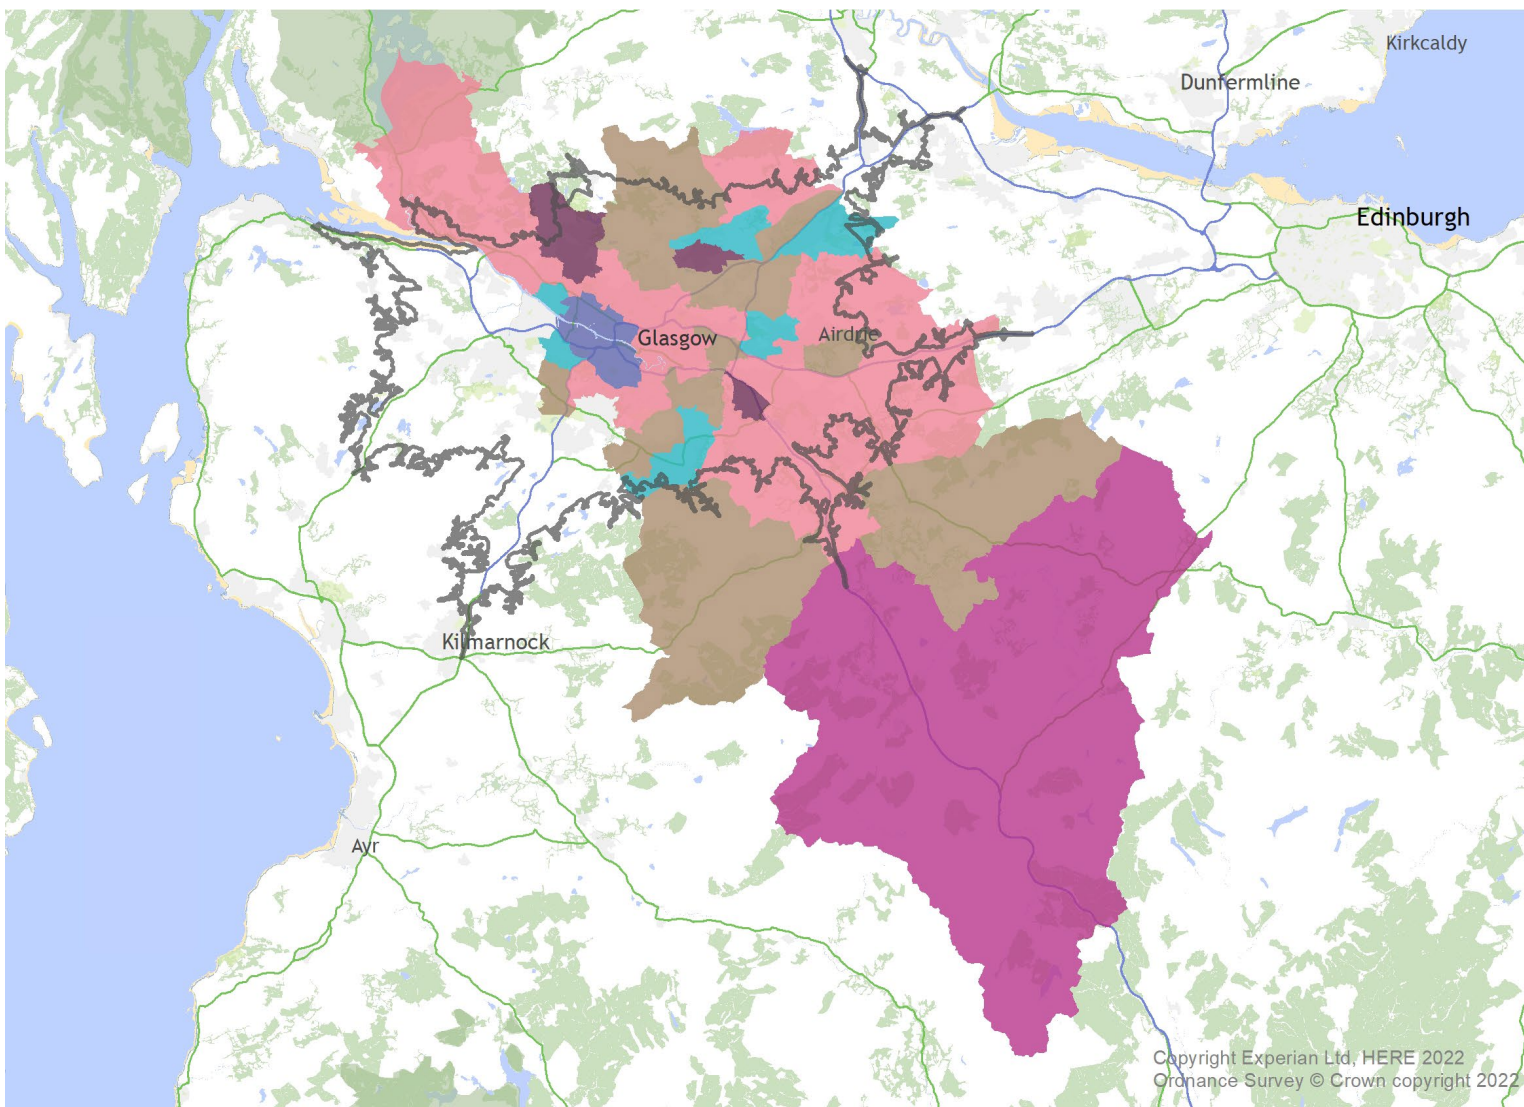 Kirkcaldy
Dunfermline
Edinburgh
Glasgow
Airdrie
Kilmarnock
Ayr
Copyright Experian Ltd, HERE 2022
Ordnance Survey © Crown copyright 2022